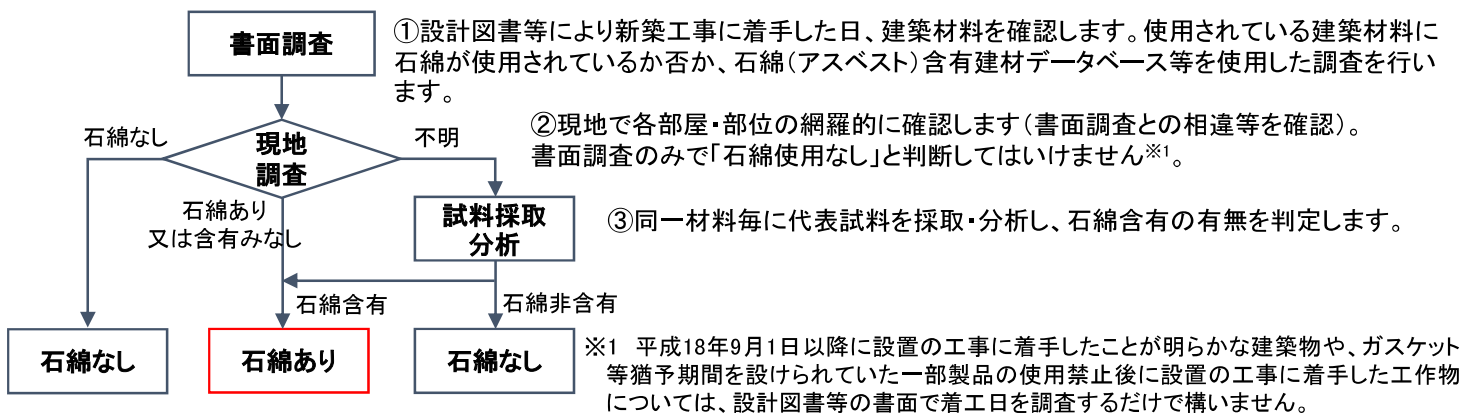 書面調査
①設計図書等により新築工事に着手した日、建築材料を確認します。使用されている建築材料に
石綿が使用されているか否か、石綿(アスベスト)含有建材データベース等を使用した調査を行い
ます。
石綿なし
現地
調査
不明
②現地で各部屋・部位の網羅的に確認します(書面調査との相違等を確認)。
書面調査のみで「石綿使用なし」と判断してはいけません※1。
石綿あり
又は含有みなし
試料採取
分析
③同一材料毎に代表試料を採取・分析し、石綿含有の有無を判定します。
石綿含有
石綿非含有
石綿なし
石綿あり
石綿なし
※1 平成18年9月1日以降に設置の工事に着手したことが明らかな建築物や、ガスケット
等猶予期間を設けられていた一部製品の使用禁止後に設置の工事に着手した工作物
については、設計図書等の書面で着工日を調査するだけで構いません。